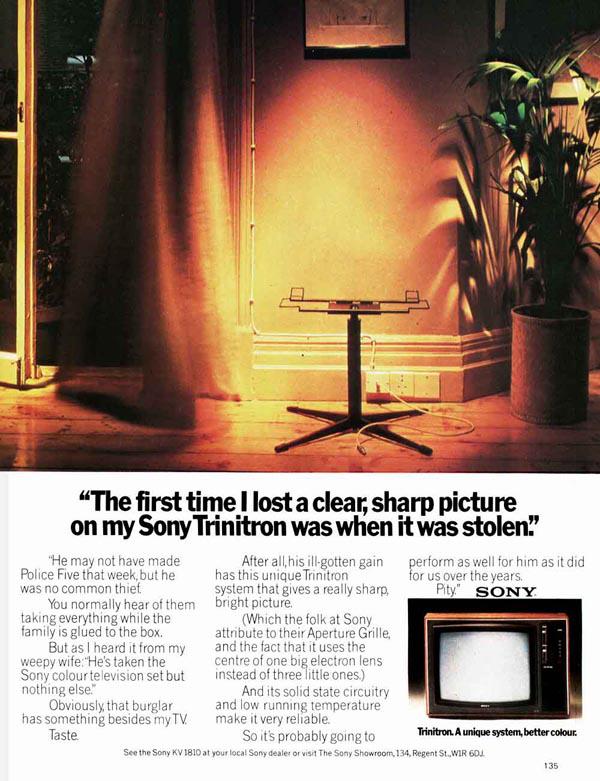 “The first time I lost a clear, sharp picture
on my Sony Trinitron was when it was stolen.”
“He may not have made
Police Five that week, but he
was no common thief.
You normally hear of them
taking everything while the
family is glued to the box.
But as I heard it from my
weepy wife: “He's taken the
Sony colour television set but
nothing else.”
Obviously, that burglar
has something besides my TV.
Taste.
After all, his ill-gotten gain
has this unique Trinitron
system that gives a really sharp,
bright picture.
(Which the folk at Sony
attribute to their Aperture Grille,
and the fact that it uses the
centre of one big electron lens
instead of three little ones.)
And its solid state circuitry
and low running temperature
make it very reliable.
So it's probably going to
perform as well for him as it did
for us over the years.
Pity.” SONY
SONY
Trinitron. A unique system, better colour.
See the Sony KV 1810 at your local Sony dealer or visit The Sony Showroom, 134, Regent St., W1R 6DJ.
135